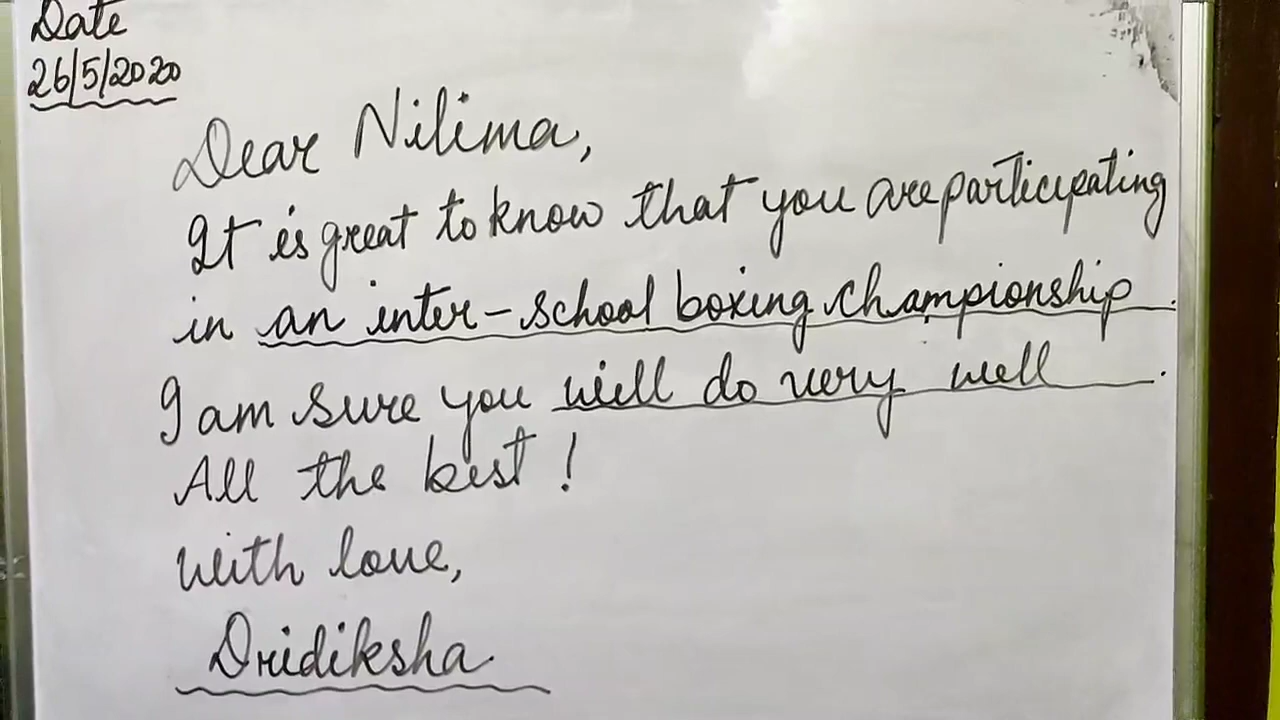 Date
26/5/2020
Dear Nilima,
It is great to know that you are participating
in an inter-school boxing championship.
I am sure you will do very well.
All the best!
with love,
Dridiksha